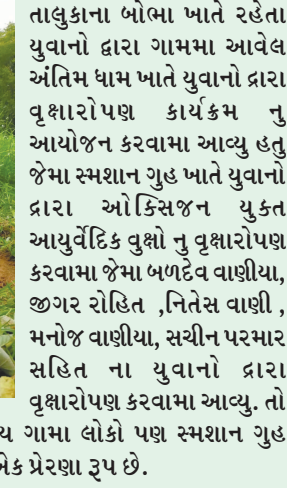 તાલુકાના બોભા ખાતે રહેતા
યુવાનો દ્વારા ગામમા આવેલ
અંતિમ ધામ ખાતે યુવાનો દ્રારા
વૃક્ષારોપણ કાર્યક્રમ નુ
આયોજન કરવામા આવ્યુ હતુ
જેમા સ્મશાન ગુહ ખાતે યુવાનો
દ્રારા ઓક્સિજન યુક્ત
આયુર્વેદિક વુક્ષો નુ વૃક્ષારોપણ
કરવામા જેમા બળદેવ વાણીયા,
જીગર રોહિત ,નિતેસ વાણી ,
મનોજ વાણીયા, સચીન પરમાર
સહિત ના યુવાનો દ્રારા
વૃક્ષારોપણ કરવામા આવ્યુ. તો
ગામા લોકો પણ સ્મશાન ગુહ
પ્રેરણા રૂપ છે.